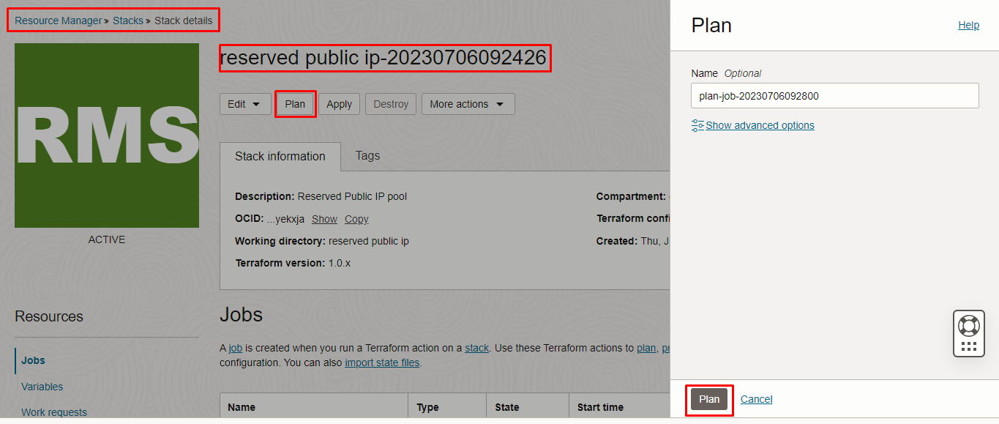 Resource Manager » Stacks » Stack details
RMS
ACTIVE
reserved public ip-20230706092426
Edit Plan Apply Destroy More actions
Stack information Tags
Description: Reserved Public IP pool
Compartment:
OCID: ...yekxja Show Copy
Terraform confi
Working directory: reserved public ip
Created: Thu, J
Terraform version: 1.0.x
Resources
Jobs
Variables
Work requests
Jobs
A job is created when you run a Terraform action on a stack. Use these Terraform actions to plan, pr
configuration. You can also import state files.
Name Type State Start time
Plan
Help
Name Optional
plan-job-20230706092800
Show advanced options
Plan Cancel